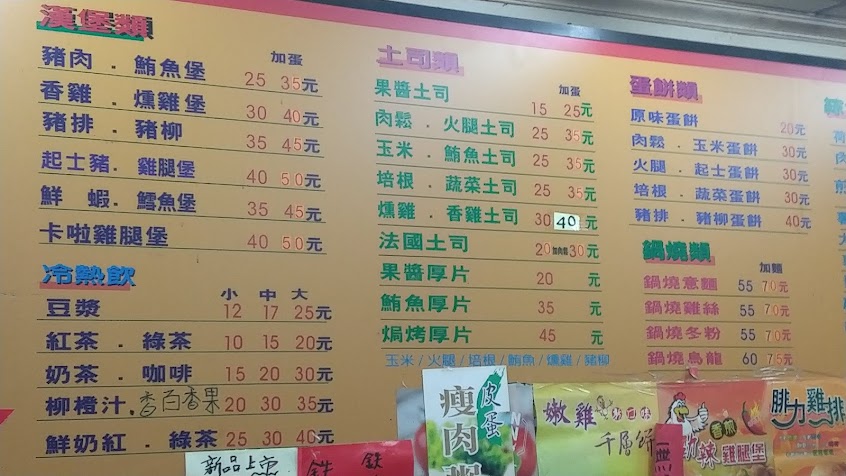 漢堡類
加蛋
豬肉．鮪魚堡 25 35元
香雞．燻雞堡 30 40元
豬排．豬柳 35 45元
起士豬．雞腿堡 40 50元
鮮 蝦．鱈魚堡 35 45元
卡啦雞腿堡 40 50元
冷熱飲
小 中 大
豆漿 12 17 25元
紅茶．綠茶 10 15 20元
奶茶．咖啡 15 20 30元
柳橙汁．香百香果 20 30 35元
鮮奶紅．綠茶 25 30 40元
土司類
加蛋
果醬土司 15 25元
肉鬆．火腿土司 25 35元
玉米．鮪魚土司 25 35元
培根．蔬菜土司 25 35元
燻雞．香雞土司 30 40元
法國土司 20 加肉鬆 30元
果醬厚片 20 元
鮪魚厚片 35 元
焗烤厚片 45 元
玉米/火腿/培根/鮪魚/燻雞/豬柳
蛋餅類
原味蛋餅 20元
肉鬆．玉米蛋餅 30元
火腿．起士蛋餅 30元
培根．蔬菜蛋餅 30元
豬排．豬柳蛋餅 40元
鍋燒類
加麵
鍋燒意麵 55 70元
鍋燒雞絲 55 70元
鍋燒冬粉 55 70元
鍋燒烏龍 60 75元
新品上市
鉄 鉄
皮蛋
瘦肉粥
嫩雞
千層餅
勁辣
雞腿堡
腓力雞排